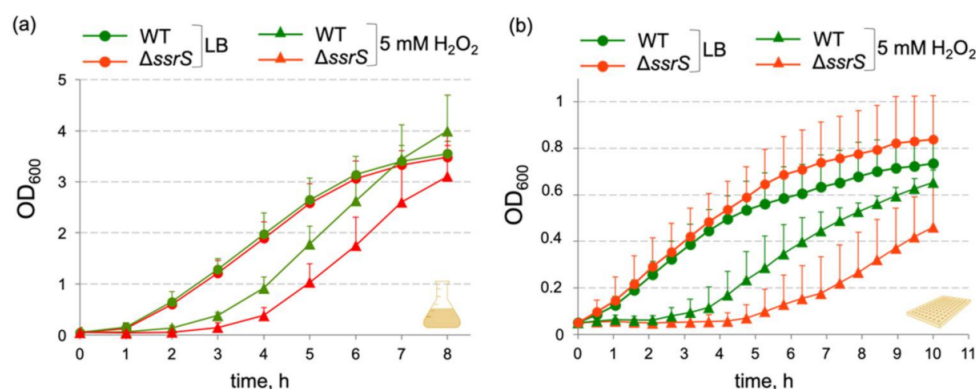 (a)
WT
ΔssrS
LB
WT
ΔssrS
5 mM H₂O₂
OD₆₀₀
5
4
3
2
1
0
0 1 2 3 4 5 6 7 8
time, h
(b)
WT
ΔssrS
LB
WT
ΔssrS
5 mM H₂O₂
OD₆₀₀
1
0.8
0.6
0.4
0.2
0
0 1 2 3 4 5 6 7 8 9 10 11
time, h